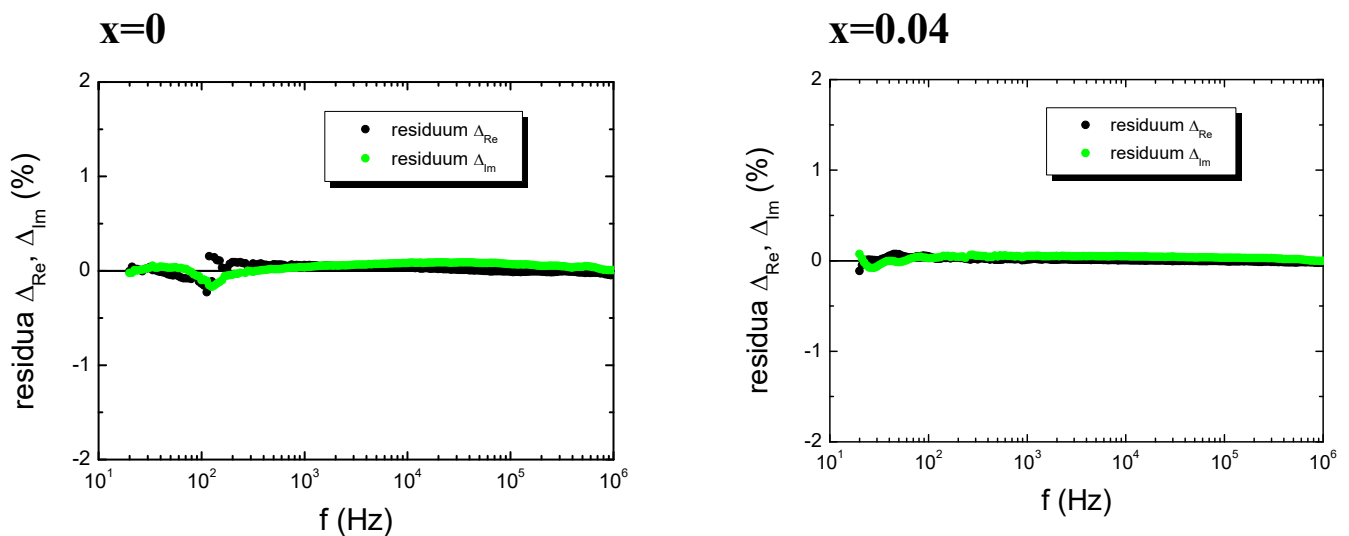 x=0
x=0.04
2
1
0
-1
-2
residua Δ_Re, Δ_Im (%)
residuum Δ_Re
residuum Δ_Im
10^1 10^2 10^3 10^4 10^5 10^6
f (Hz)
2
1
0
-1
-2
residua Δ_Re, Δ_Im (%)
residuum Δ_Re
residuum Δ_Im
10^1 10^2 10^3 10^4 10^5 10^6
f (Hz)